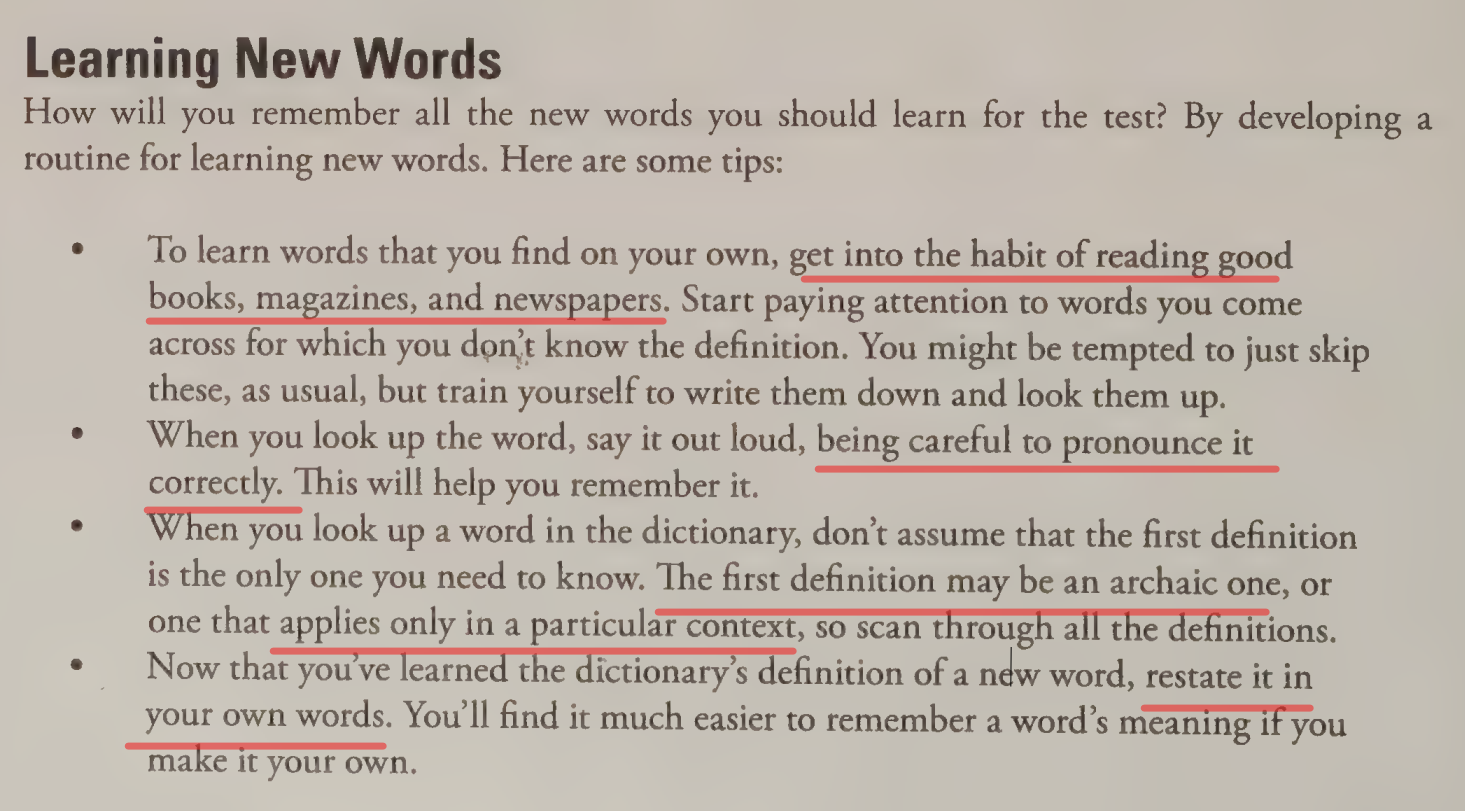 Learning New Words
How will you remember all the new words you should learn for the test? By developing a
routine for learning new words. Here are some tips:
• To learn words that you find on your own, get into the habit of reading good
books, magazines, and newspapers. Start paying attention to words you come
across for which you don't know the definition. You might be tempted to just skip
these, as usual, but train yourself to write them down and look them up.
• When you look up the word, say it out loud, being careful to pronounce it
correctly. This will help you remember it.
• When you look up a word in the dictionary, don't assume that the first definition
is the only one you need to know. The first definition may be an archaic one, or
one that applies only in a particular context, so scan through all the definitions.
• Now that you've learned the dictionary's definition of a new word, restate it in
your own words. You'll find it much easier to remember a word's meaning if you
make it your own.